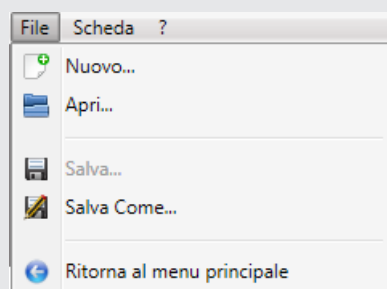 File Scheda ?
Nuovo...
Apri...
Salva...
Salva Come...
Ritorna al menu principale